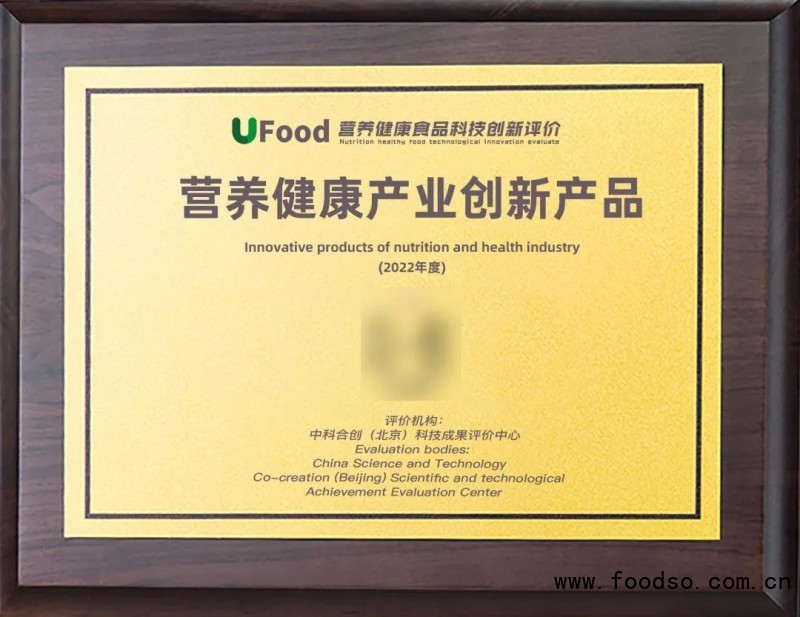 UFood 营养健康食品科技创新评价
Nutrition healthy food technological innovation evaluate
营养健康产业创新产品
Innovative products of nutrition and health industry
(2022年度)
评价机构：
中科合创（北京）科技成果评价中心
Evaluation bodies:
China Science and Technology
Co-creation (Beijing) Scientific and technological
Achievement Evaluation Center
www.foodso.com.cn